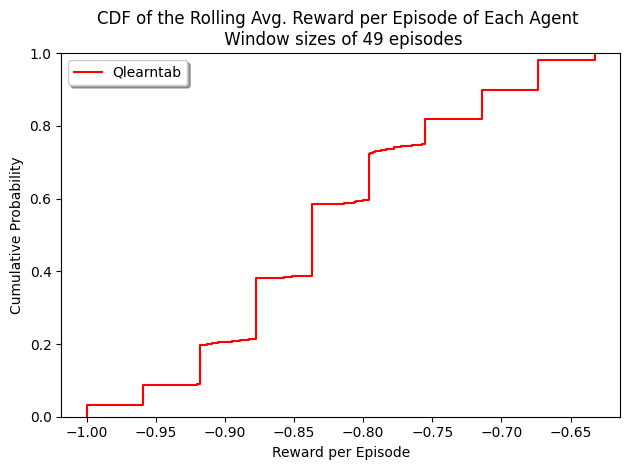 CDF of the Rolling Avg. Reward per Episode of Each Agent
Window sizes of 49 episodes
Qlearntab
1.0
0.8
0.6
0.4
0.2
0.0
Cumulative Probability
−1.00 −0.95 −0.90 −0.85 −0.80 −0.75 −0.70 −0.65
Reward per Episode